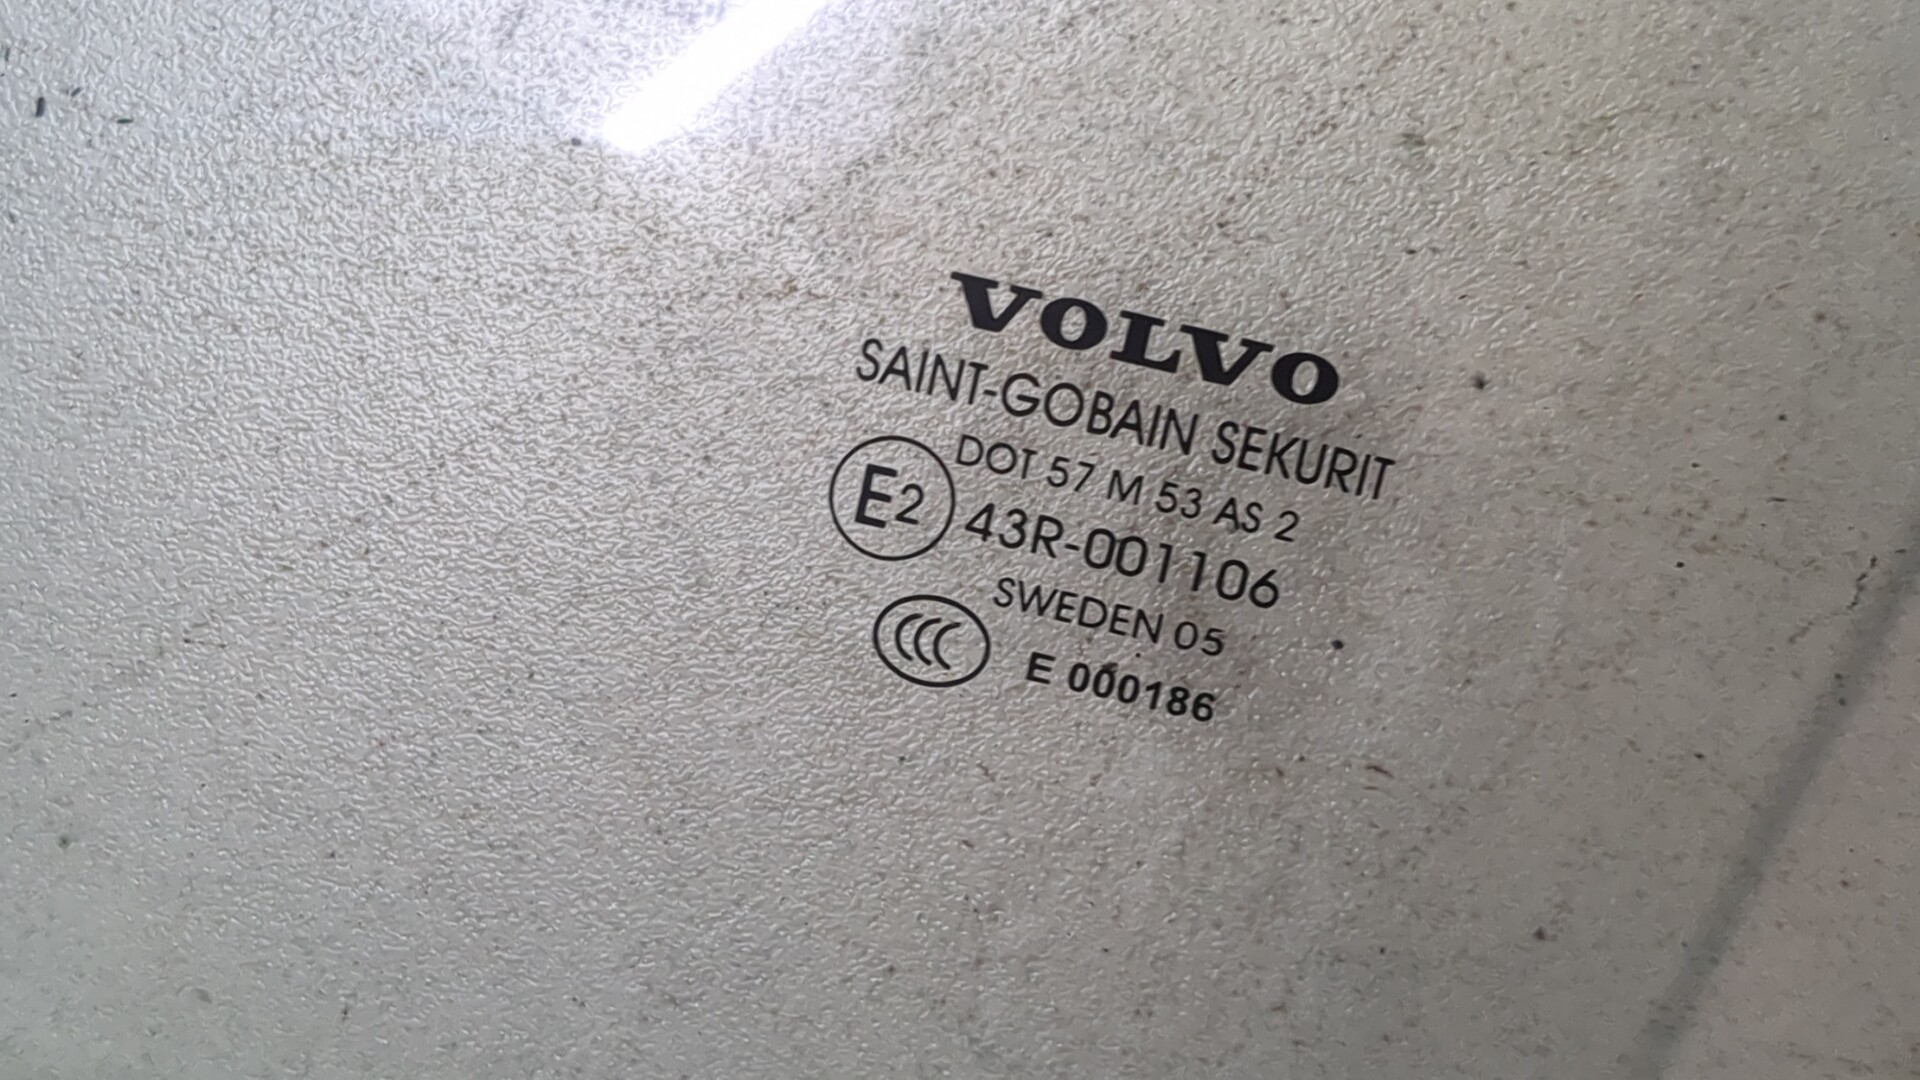 VOLVO
SAINT-GOBAIN SEKURIT
DOT 57 M 53 AS 2
E2 43R-001106
SWEDEN 05
CCC E 000186